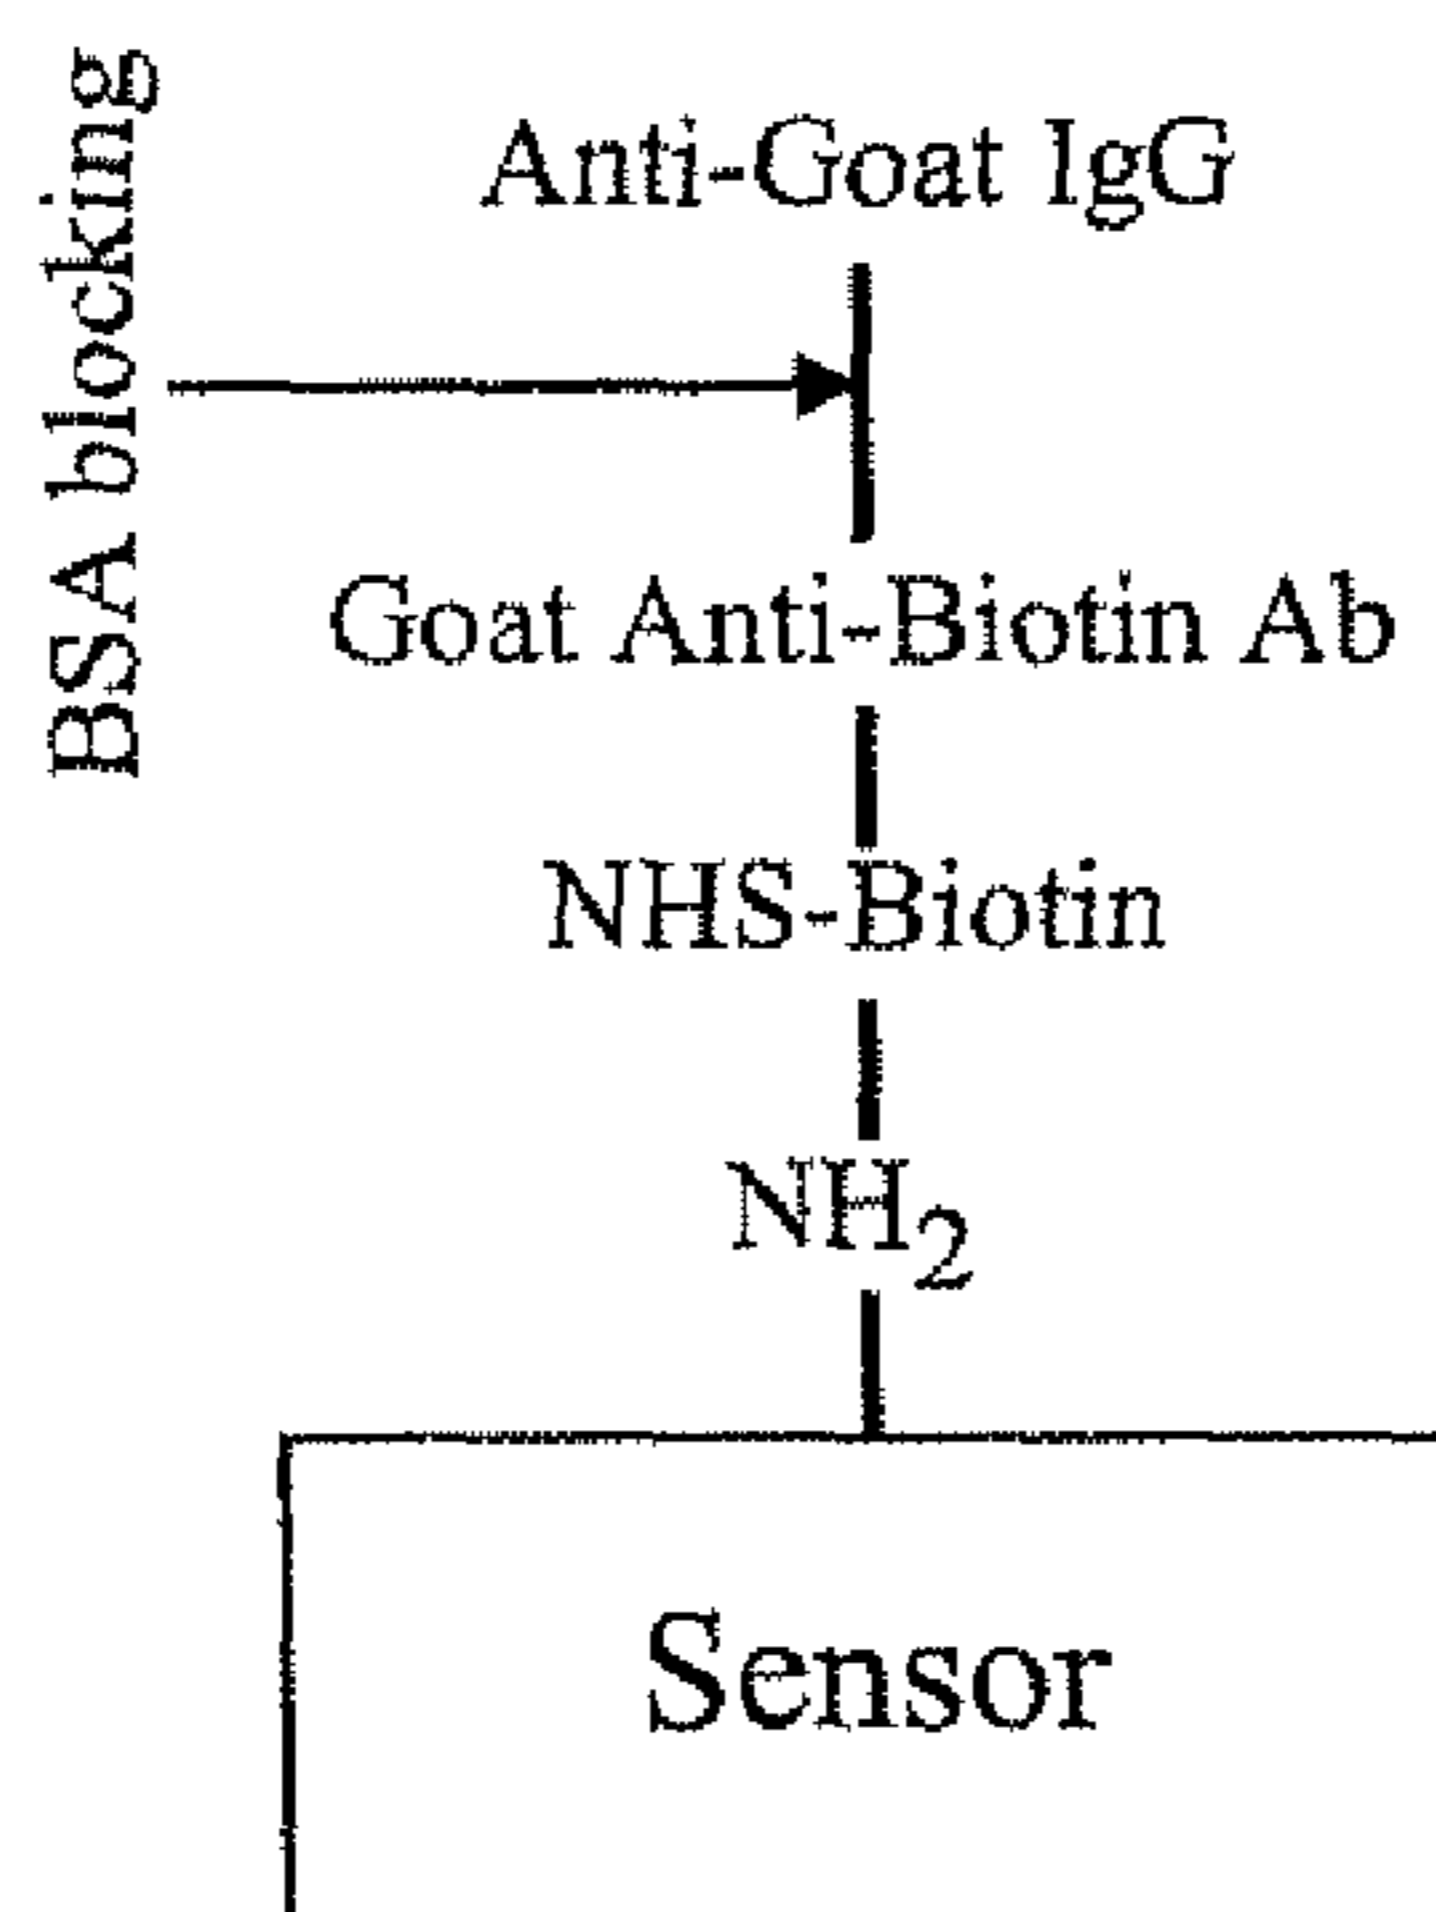 BSA blocking
Anti-Goat IgG
Goat Anti-Biotin Ab
NHS-Biotin
NH₂
Sensor